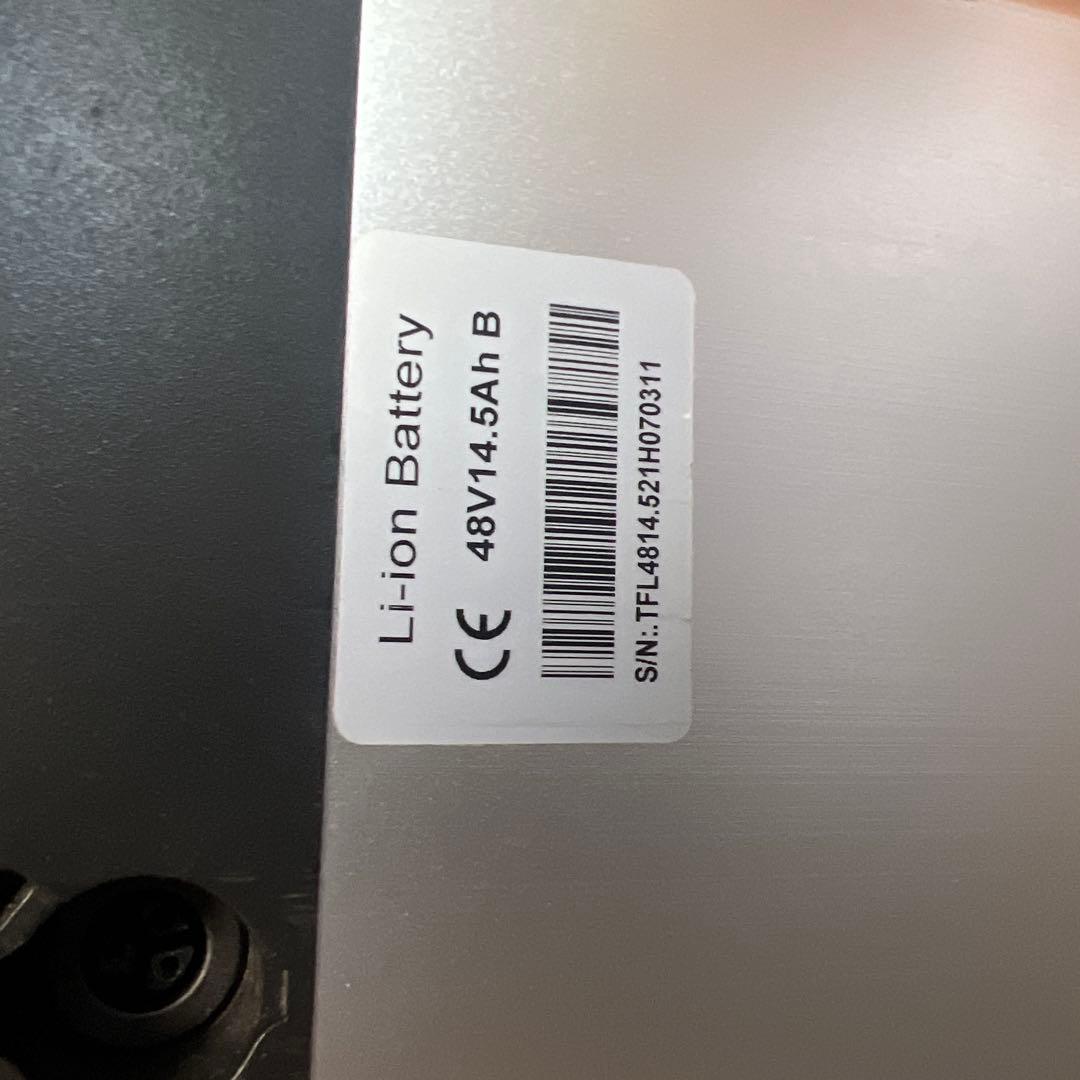 Li-ion Battery
CE 48V14.5Ah B
S/N:.TFL4814.521H070311